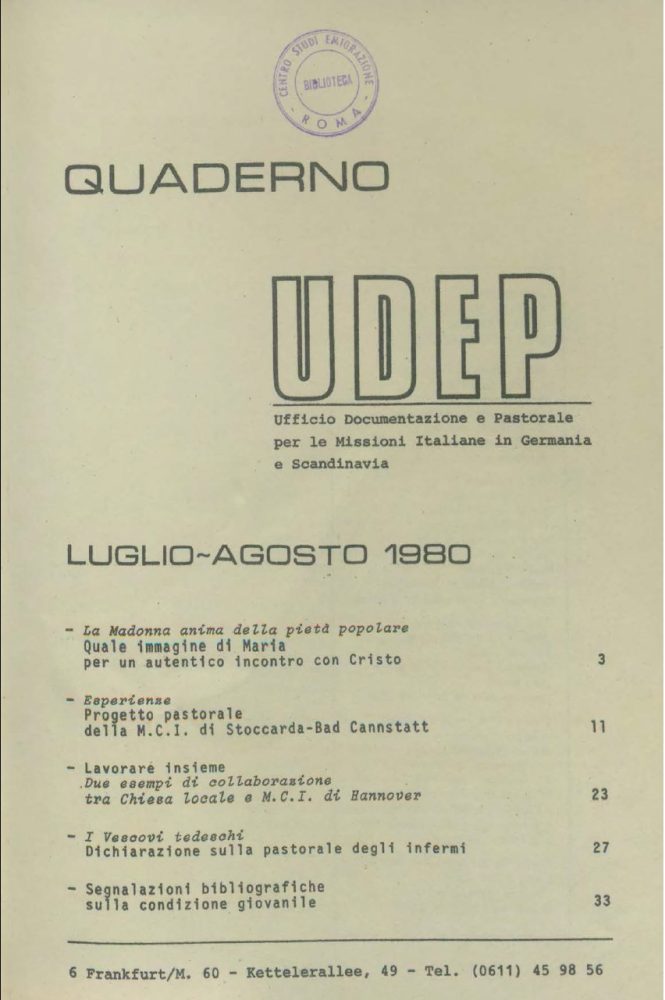 CENTRO STUDI EMIGRAZIONE
BIBLIOTECA
- ROMA -
QUADERNO
UDEP
Ufficio Documentazione e Pastorale
per le Missioni Italiane in Germania
e Scandinavia
LUGLIO~AGOSTO 1980
- La Madonna anima della pietà popolare
Quale immagine di Maria
per un autentico incontro con Cristo 3
- Esperienze
Progetto pastorale
della M.C.I. di Stoccarda-Bad Cannstatt 11
- Lavorare insieme
Due esempi di collaborazione
tra Chiesa locale e M.C.I. di Hannover 23
- I Vescovi tedeschi
Dichiarazione sulla pastorale degli infermi 27
- Segnalazioni bibliografiche
sulla condizione giovanile 33
6 Frankfurt/M. 60 - Kettelerallee, 49 - Tel. (0611) 45 98 56